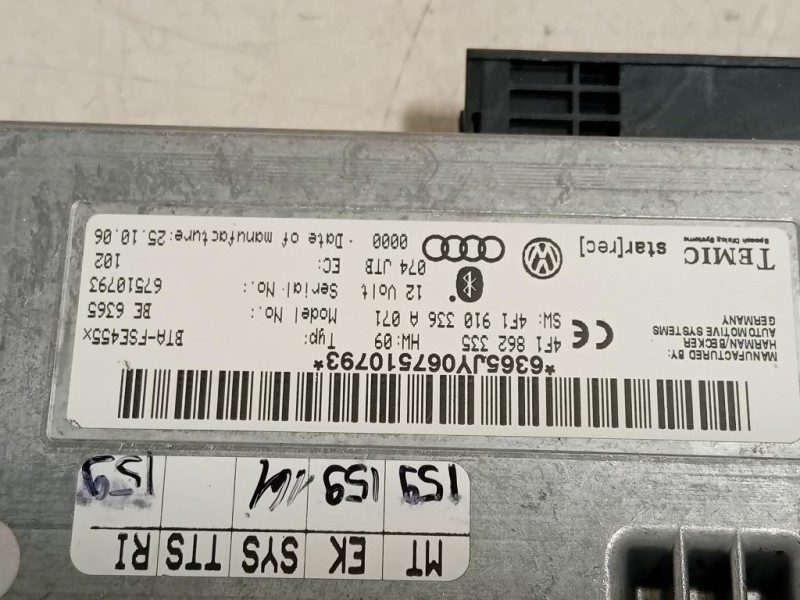 MT EK SYS TTS RI
159 159 159
*6365JY067510793*
MANUFACTURED BY:
HARMAN/BECKER
AUTOMOTIVE SYSTEMS
GERMANY
CE
4F1 862 335 HW:09 Typ: BTA-FSE455x
SW: 4F1 910 336 A 071 Model No.: BE 6365
12 Volt Serial-No.: 67510793
074 JTB EC: 102
0000 - Date of manufacture:25.10.06
TEMIC
Speech Dialog Systems
star[rec]